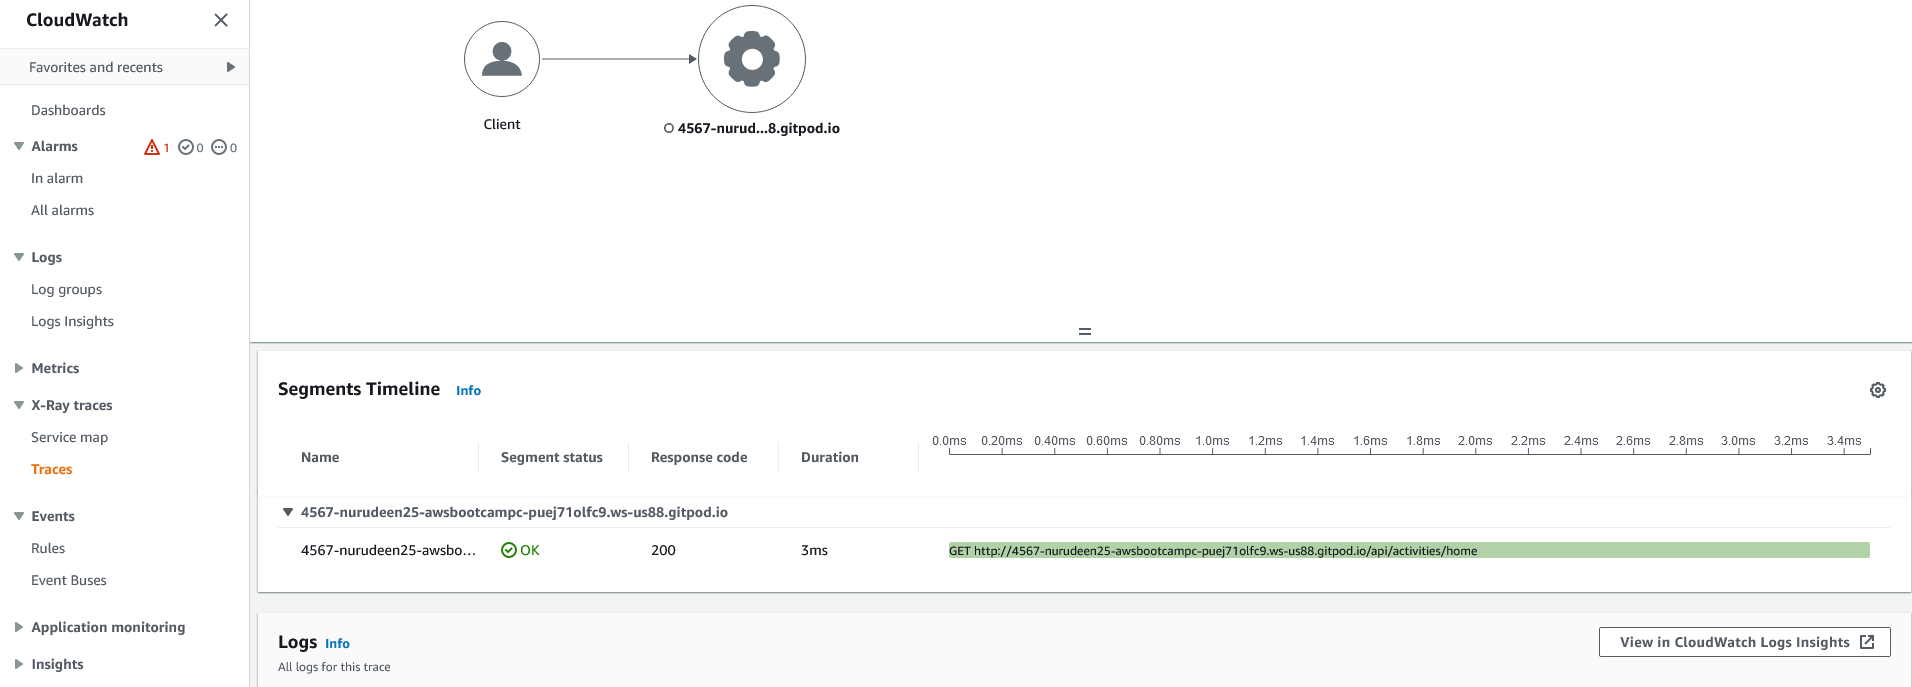 CloudWatch
Favorites and recents
Dashboards
Alarms 1 0 0
In alarm
All alarms
Logs
Log groups
Logs Insights
Metrics
X-Ray traces
Service map
Traces
Events
Rules
Event Buses
Application monitoring
Insights
Client
4567-nurud...8.gitpod.io
Segments Timeline Info
Name Segment status Response code Duration
0.0ms 0.20ms 0.40ms 0.60ms 0.80ms 1.0ms 1.2ms 1.4ms 1.6ms 1.8ms 2.0ms 2.2ms 2.4ms 2.6ms 2.8ms 3.0ms 3.2ms 3.4ms
4567-nurudeen25-awsbootcampc-puej71olfc9.ws-us88.gitpod.io
4567-nurudeen25-awsbo... OK 200 3ms GET http://4567-nurudeen25-awsbootcampc-puej71olfc9.ws-us88.gitpod.io/api/activities/home
Logs Info
All logs for this trace
View in CloudWatch Logs Insights